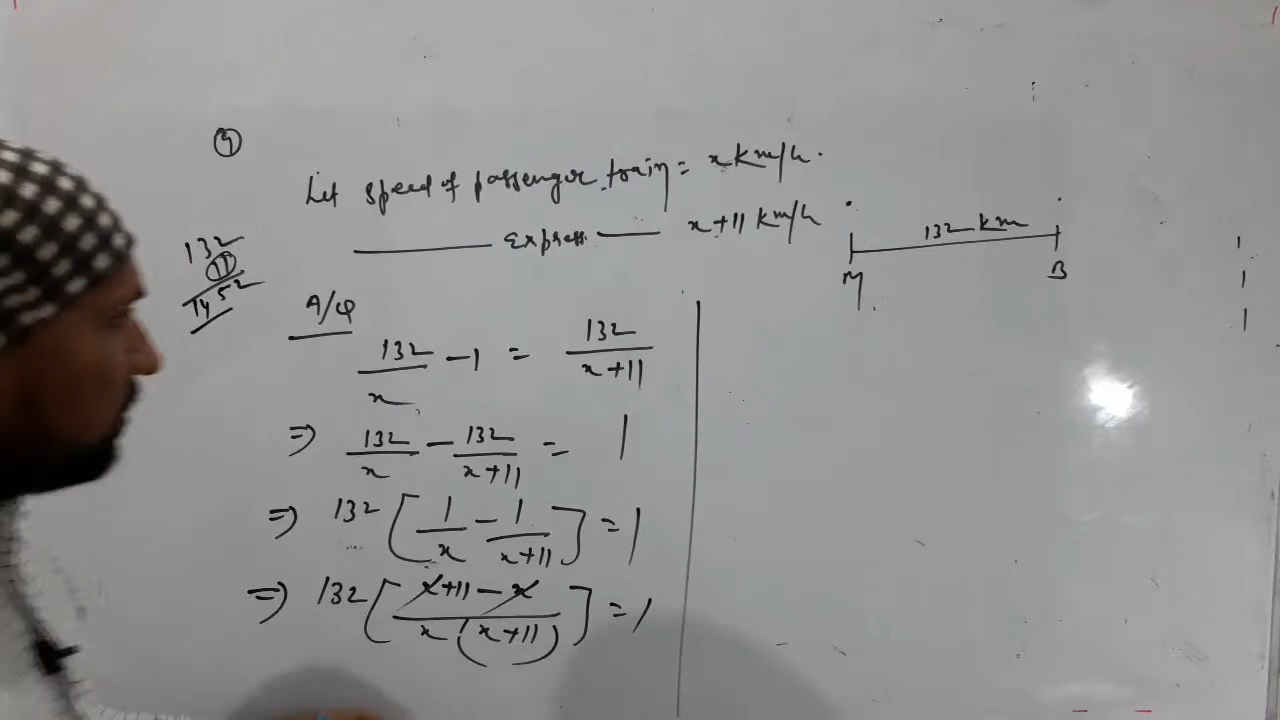 9
Let speed of passenger train = x km/h.
——— Express —— x+11 km/h
132 km
M B
132
11
1452
A/Q
132/x - 1 = 132/(x+11)
⇒ 132/x - 132/(x+11) = 1
⇒ 132 [1/x - 1/(x+11)] = 1
⇒ 132 [x+11-x / x(x+11)] = 1